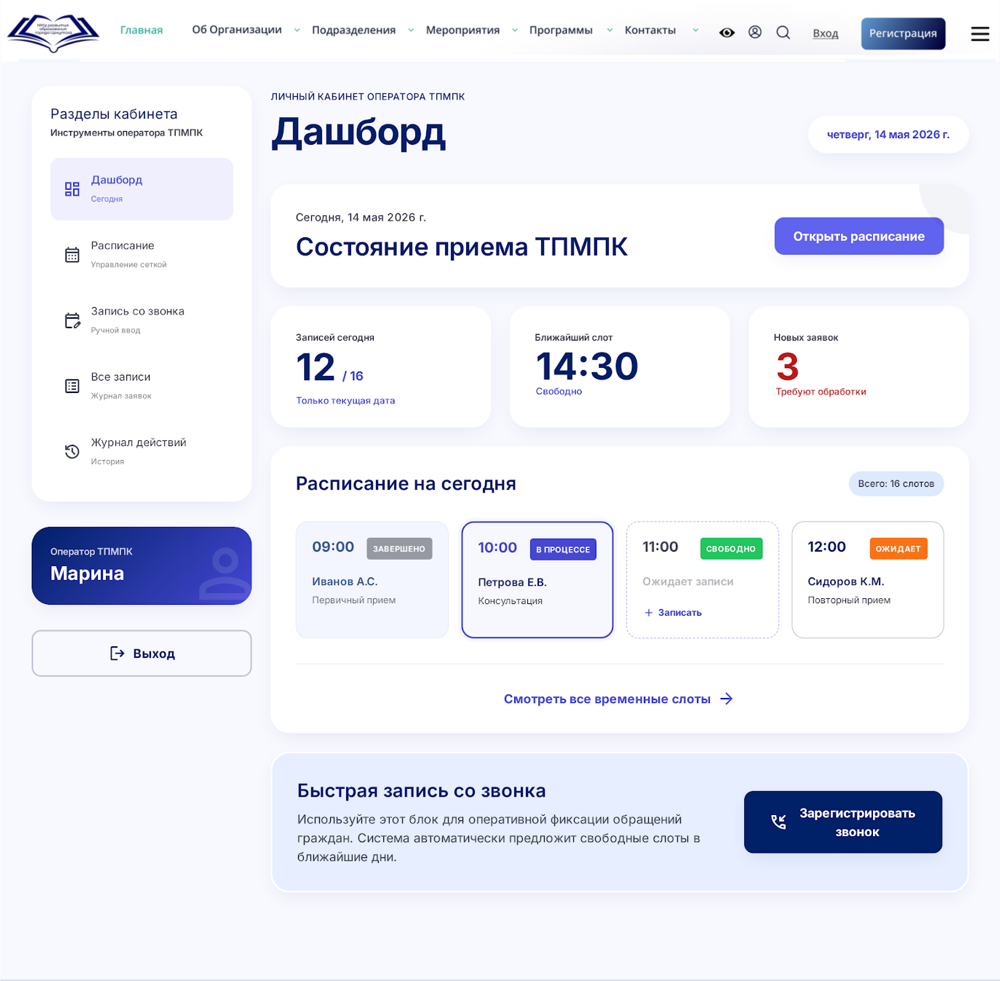 МКУ развития
образования
города Иркутска
Главная
Об Организации
Подразделения
Мероприятия
Программы
Контакты
Вход
Регистрация
Разделы кабинета
Инструменты оператора ТПМПК
Дашборд
Сегодня
Расписание
Управление сеткой
Запись со звонка
Ручной ввод
Все записи
Журнал заявок
Журнал действий
История
Оператор ТПМПК
Марина
Выход
ЛИЧНЫЙ КАБИНЕТ ОПЕРАТОРА ТПМПК
Дашборд
четверг, 14 мая 2026 г.
Сегодня, 14 мая 2026 г.
Состояние приема ТПМПК
Открыть расписание
Записей сегодня
12 / 16
Только текущая дата
Ближайший слот
14:30
Свободно
Новых заявок
3
Требуют обработки
Расписание на сегодня
Всего: 16 слотов
09:00 ЗАВЕРШЕНО
Иванов А.С.
Первичный прием
10:00 В ПРОЦЕССЕ
Петрова Е.В.
Консультация
11:00 СВОБОДНО
Ожидает записи
+ Записать
12:00 ОЖИДАЕТ
Сидоров К.М.
Повторный прием
Смотреть все временные слоты →
Быстрая запись со звонка
Используйте этот блок для оперативной фиксации обращений
граждан. Система автоматически предложит свободные слоты в
ближайшие дни.
Зарегистрировать
звонок